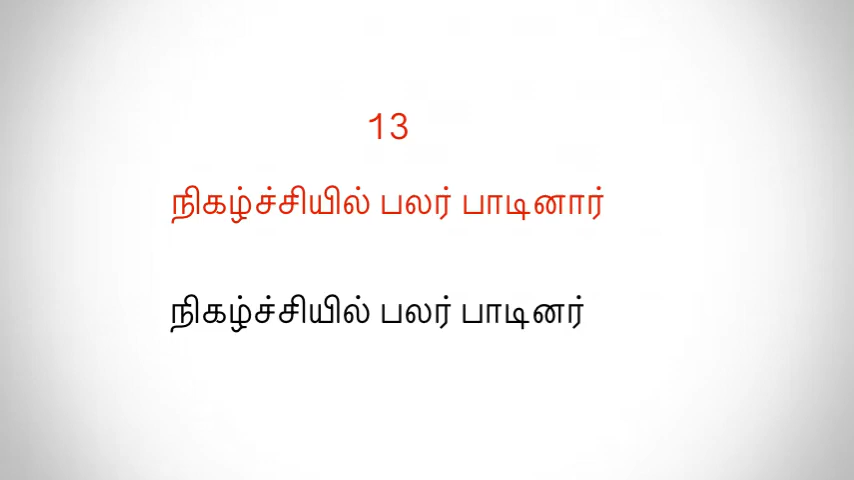 13
நிகழ்ச்சியில் பலர் பாடினார்
நிகழ்ச்சியில் பலர் பாடினர்